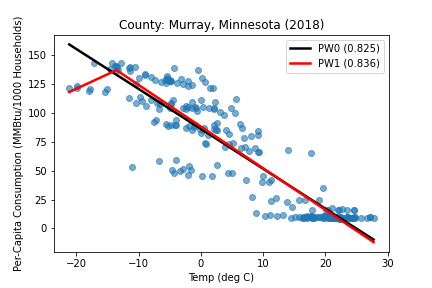 County: Murray, Minnesota (2018)
Per-Capita Consumption (MMBtu/1000 Households)
150
125
100
75
50
25
0
PW0 (0.825)
PW1 (0.836)
−20
−10
0
10
20
30
Temp (deg C)